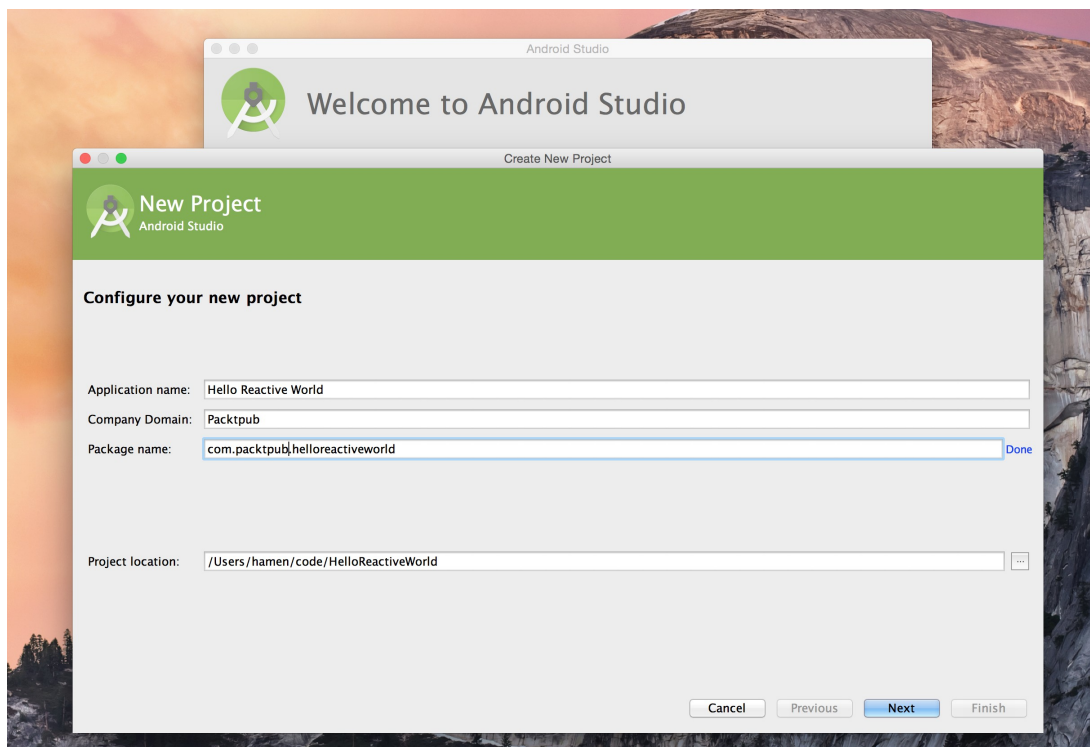 Android Studio
Welcome to Android Studio
Create New Project
New Project
Android Studio
Configure your new project
Application name: Hello Reactive World
Company Domain: Packtpub
Package name: com.packtpub.helloreactiveworld Done
Project location: /Users/hamen/code/HelloReactiveWorld ...
Cancel Previous Next Finish